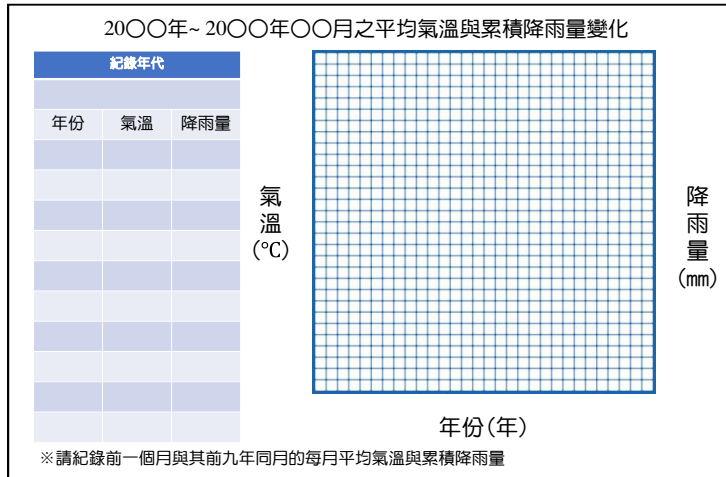 20〇〇年~ 20〇〇年〇〇月之平均氣溫與累積降雨量變化
紀錄年代
年份 氣溫 降雨量
氣溫(℃)
降雨量(mm)
年份(年)
※請紀錄前一個月與其前九年同月的每月平均氣溫與累積降雨量